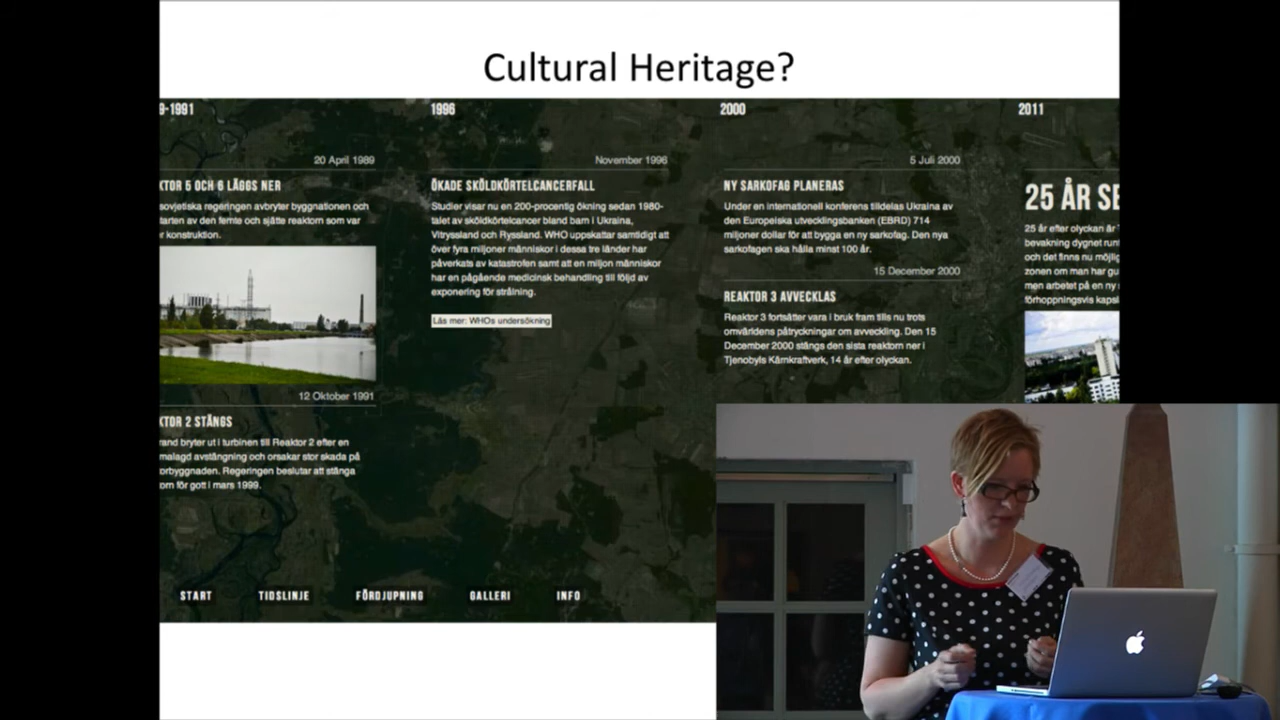 Cultural Heritage?
9-1991
20 April 1989
KTOR 5 OCH 6 LÄGGS NER
sovjetiska regeringen avbryter byggnationen och
starten av den femte och sjätte reaktorn som var
r konstruktion.
12 Oktober 1991
KTOR 2 STÄNGS
rand bryter ut i turbinen till Reaktor 2 efter en
malagd avstängning och orsakar stor skada på
orbyggnaden. Regeringen beslutar att stänga
orn för gott i mars 1999.
1996
November 1996
ÖKADE SKÖLDKÖRTELCANCERFALL
Studier visar nu en 200-procentig ökning sedan 1980-
talet av sköldkörtelcancer bland barn i Ukraina,
Vitryssland och Ryssland. WHO uppskattar samtidigt att
över fyra miljoner människor i dessa tre länder har
påverkats av katastrofen samt att en miljon människor
har en pågående medicinsk behandling till följd av
exponering för strålning.
Läs mer: WHOs undersökning
2000
5 Juli 2000
NY SARKOFAG PLANERAS
Under en internationell konferens tilldelas Ukraina av
den Europeiska utvecklingsbanken (EBRD) 714
miljoner dollar för att bygga en ny sarkofag. Den nya
sarkofagen ska hålla minst 100 år.
15 December 2000
REAKTOR 3 AVVECKLAS
Reaktor 3 fortsätter vara i bruk fram tills nu trots
omvärldens påtryckningar om avveckling. Den 15
December 2000 stängs den sista reaktorn i
Tjenobyls Kärnkraftverk, 14 år efter olyckan.
2011
25 ÅR SE
25 år efter olyckan är
bevakning dygnet runt
och det finns nu möjlig
zonen om man har gu
men arbetet på en ny
förhoppningsvis kapsl
START TIDSLINJE FÖRDJUPNING GALLERI INFO